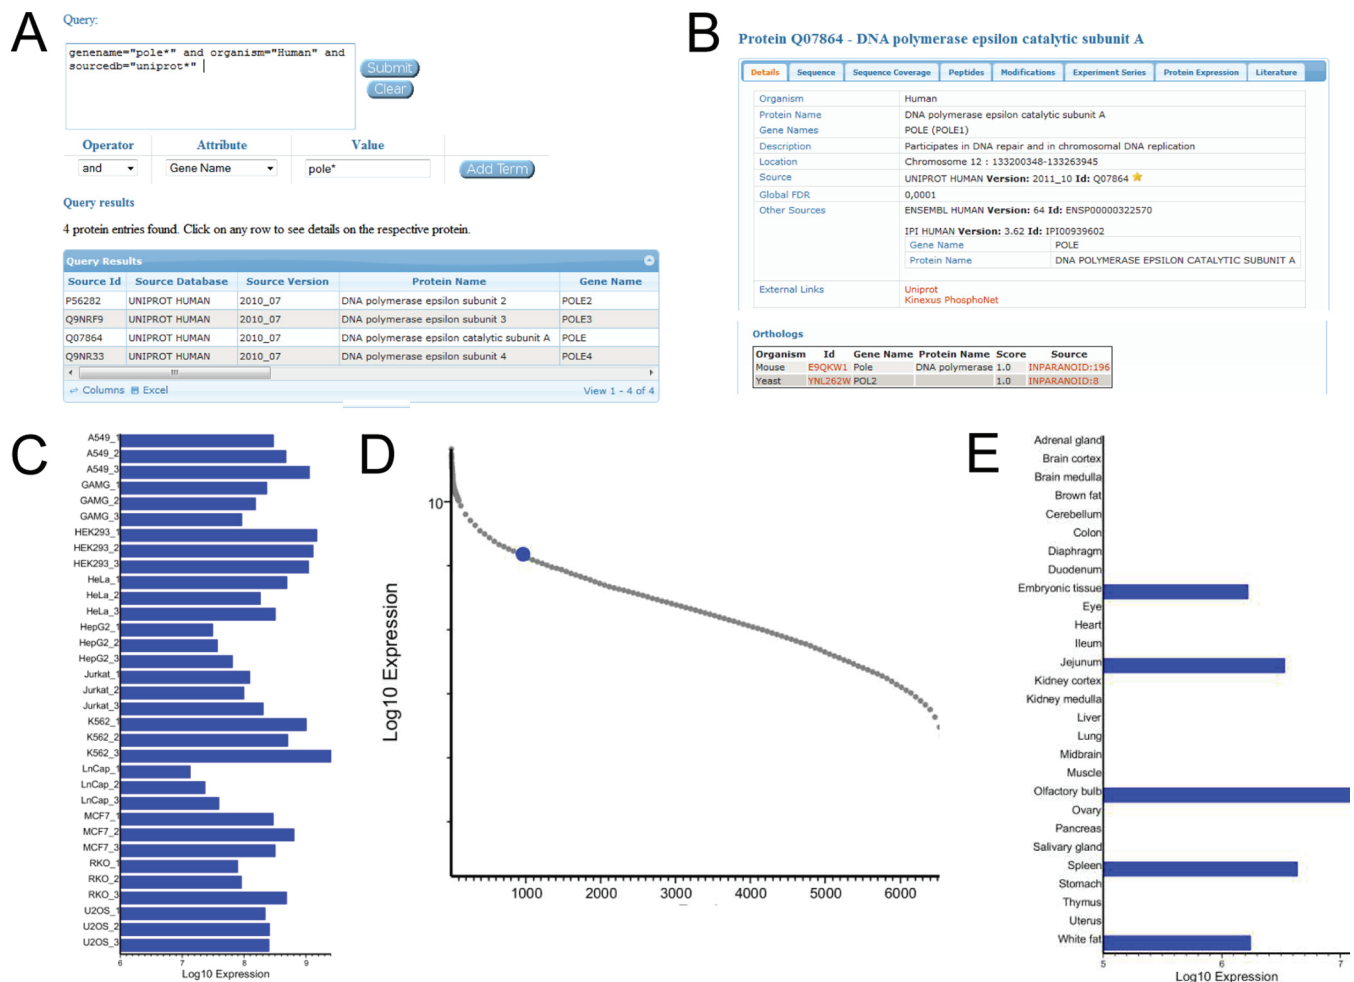 A
Query:
genename="pole*" and organism="Human" and
sourcedb="uniprot*"
Submit
Clear
Operator Attribute Value
and Gene Name pole* Add Term
Query results
4 protein entries found. Click on any row to see details on the respective protein.
Query Results
Source Id Source Database Source Version Protein Name Gene Name
P56282 UNIPROT HUMAN 2010_07 DNA polymerase epsilon subunit 2 POLE2
Q9NRF9 UNIPROT HUMAN 2010_07 DNA polymerase epsilon subunit 3 POLE3
Q07864 UNIPROT HUMAN 2010_07 DNA polymerase epsilon catalytic subunit A POLE
Q9NR33 UNIPROT HUMAN 2010_07 DNA polymerase epsilon subunit 4 POLE4
Columns Excel View 1 - 4 of 4
B
Protein Q07864 - DNA polymerase epsilon catalytic subunit A
Details Sequence Sequence Coverage Peptides Modifications Experiment Series Protein Expression Literature
Organism Human
Protein Name DNA polymerase epsilon catalytic subunit A
Gene Names POLE (POLE1)
Description Participates in DNA repair and in chromosomal DNA replication
Location Chromosome 12 : 133200348-133263945
Source UNIPROT HUMAN Version: 2011_10 Id: Q07864
Global FDR 0,0001
Other Sources ENSEMBL HUMAN Version: 64 Id: ENSP00000322570
IPI HUMAN Version: 3.62 Id: IPI00939602
Gene Name POLE
Protein Name DNA POLYMERASE EPSILON CATALYTIC SUBUNIT A
External Links Uniprot
Kinexus PhosphoNet
Orthologs
Organism Id Gene Name Protein Name Score Source
Mouse E9QKW1 Pole DNA polymerase 1.0 INPARANOID:196
Yeast YNL262W POL2 1.0 INPARANOID:8
C
A549_1
A549_2
A549_3
GAMG_1
GAMG_2
GAMG_3
HEK293_1
HEK293_2
HEK293_3
HeLa_1
HeLa_2
HeLa_3
HepG2_1
HepG2_2
HepG2_3
Jurkat_1
Jurkat_2
Jurkat_3
K562_1
K562_2
K562_3
LnCap_1
LnCap_2
LnCap_3
MCF7_1
MCF7_2
MCF7_3
RKO_1
RKO_2
RKO_3
U2OS_1
U2OS_2
U2OS_3
6 7 8 9
Log10 Expression
D
10
Log10 Expression
1000 2000 3000 4000 5000 6000
E
Adrenal gland
Brain cortex
Brain medulla
Brown fat
Cerebellum
Colon
Diaphragm
Duodenum
Embryonic tissue
Eye
Heart
Ileum
Jejunum
Kidney cortex
Kidney medulla
Liver
Lung
Midbrain
Muscle
Olfactory bulb
Ovary
Pancreas
Salivary gland
Spleen
Stomach
Thymus
Uterus
White fat
5 6 7
Log10 Expression